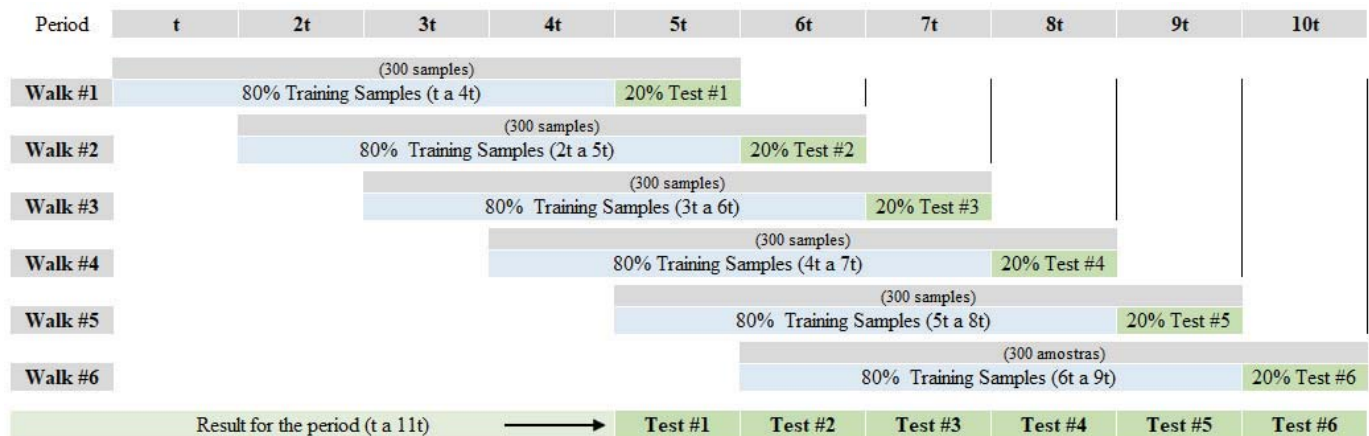 Period t 2t 3t 4t 5t 6t 7t 8t 9t 10t
(300 samples)
Walk #1 80% Training Samples (t a 4t) 20% Test #1
(300 samples)
Walk #2 80% Training Samples (2t a 5t) 20% Test #2
(300 samples)
Walk #3 80% Training Samples (3t a 6t) 20% Test #3
(300 samples)
Walk #4 80% Training Samples (4t a 7t) 20% Test #4
(300 samples)
Walk #5 80% Training Samples (5t a 8t) 20% Test #5
(300 amostras)
Walk #6 80% Training Samples (6t a 9t) 20% Test #6
Result for the period (t a 11t) Test #1 Test #2 Test #3 Test #4 Test #5 Test #6